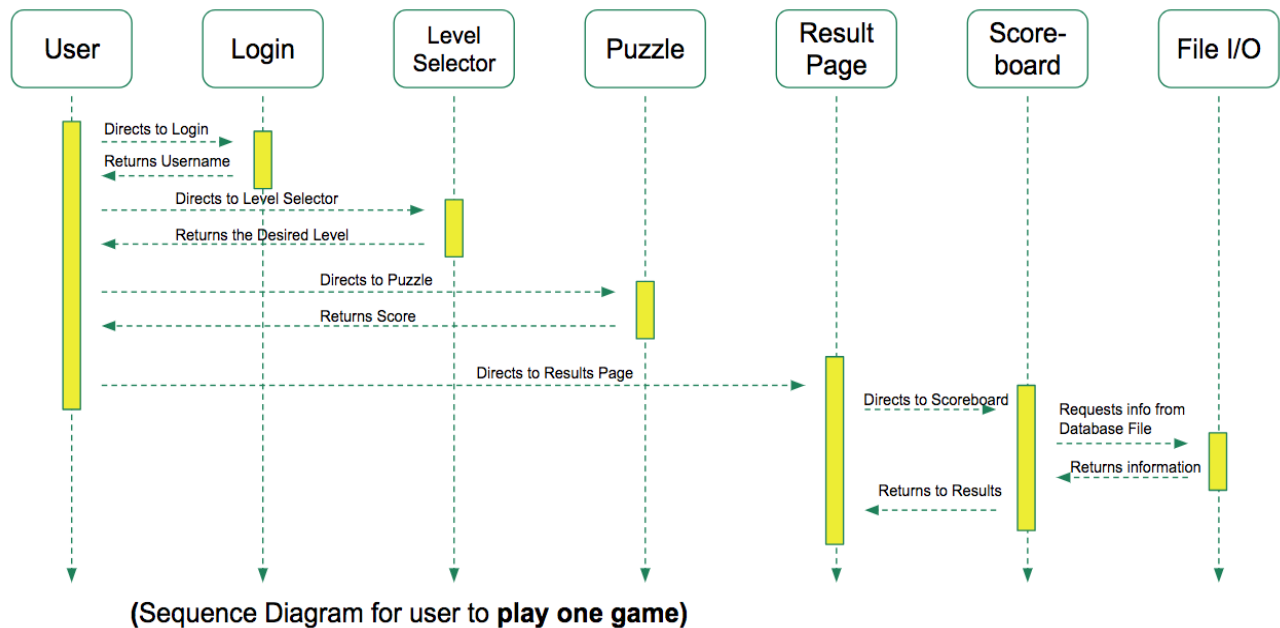 User
Login
Level
Selector
Puzzle
Result
Page
Score-
board
File I/O
Directs to Login
Returns Username
Directs to Level Selector
Returns the Desired Level
Directs to Puzzle
Returns Score
Directs to Results Page
Directs to Scoreboard
Requests info from
Database File
Returns information
Returns to Results
(Sequence Diagram for user to play one game)